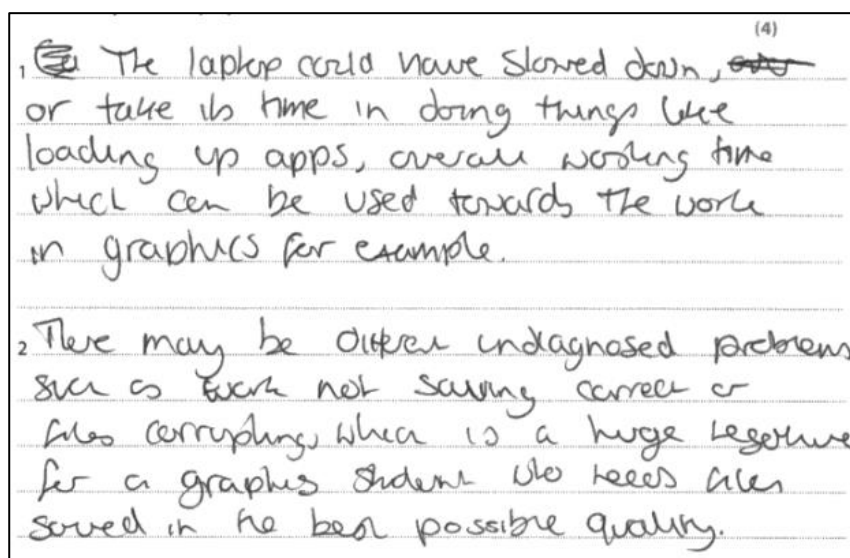 (4)
1 The laptop could have slowed down,
or take its time in doing things like
loading up apps, overall working time
which can be used towards the work
in graphics for example.
2 There may be different undiagnosed problems
such as work not saving correct or
files corrupting, which is a huge negative
for a graphics student who needs files
saved in the best possible quality.